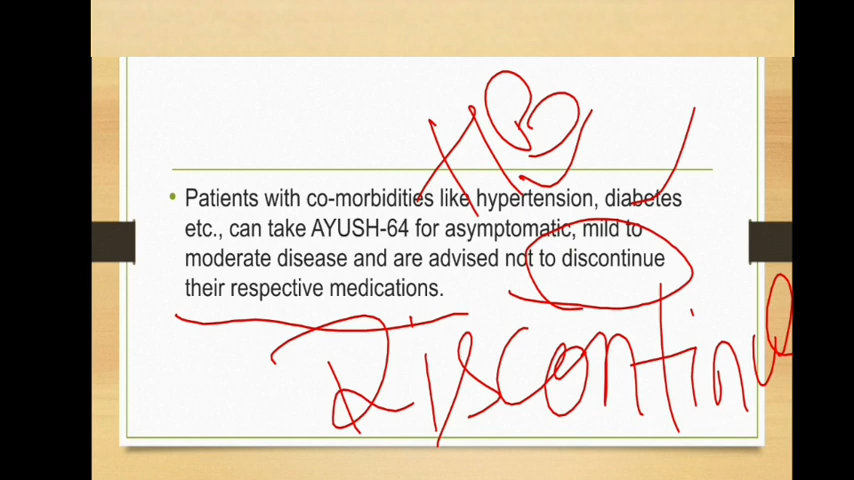 • Patients with co-morbidities like hypertension, diabetes
etc., can take AYUSH-64 for asymptomatic, mild to
moderate disease and are advised not to discontinue
their respective medications.
Discontinue